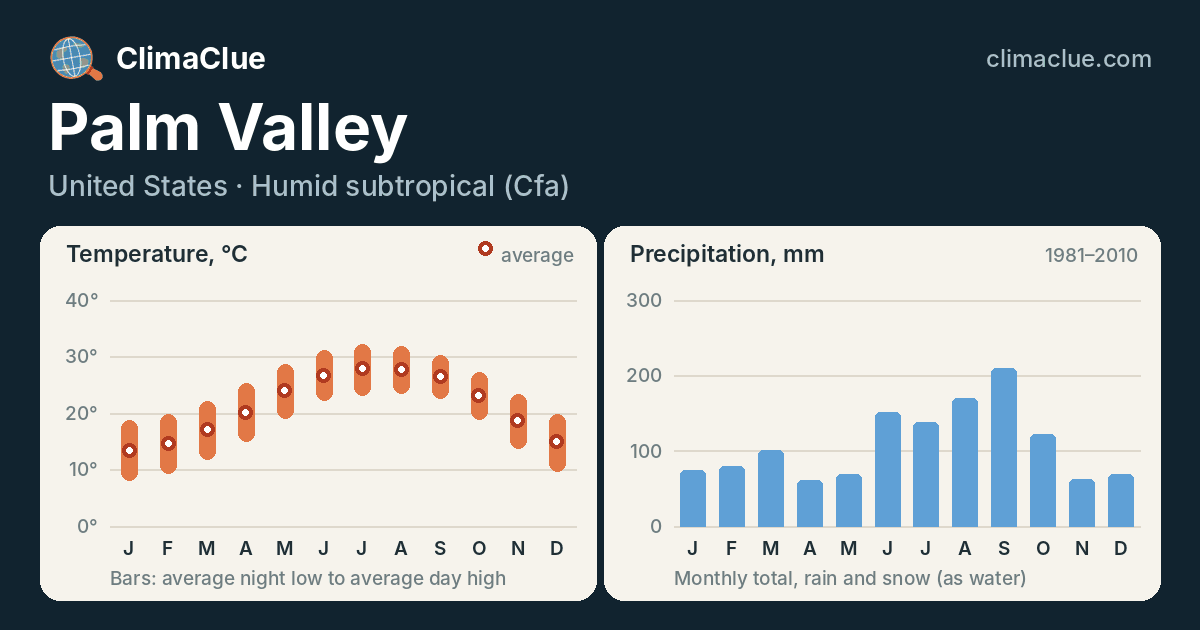 ClimaClue
climaclue.com
Palm Valley
United States · Humid subtropical (Cfa)
Temperature, °C
average
40°
30°
20°
10°
0°
J F M A M J J A S O N D
Bars: average night low to average day high
Precipitation, mm
1981–2010
300
200
100
0
J F M A M J J A S O N D
Monthly total, rain and snow (as water)